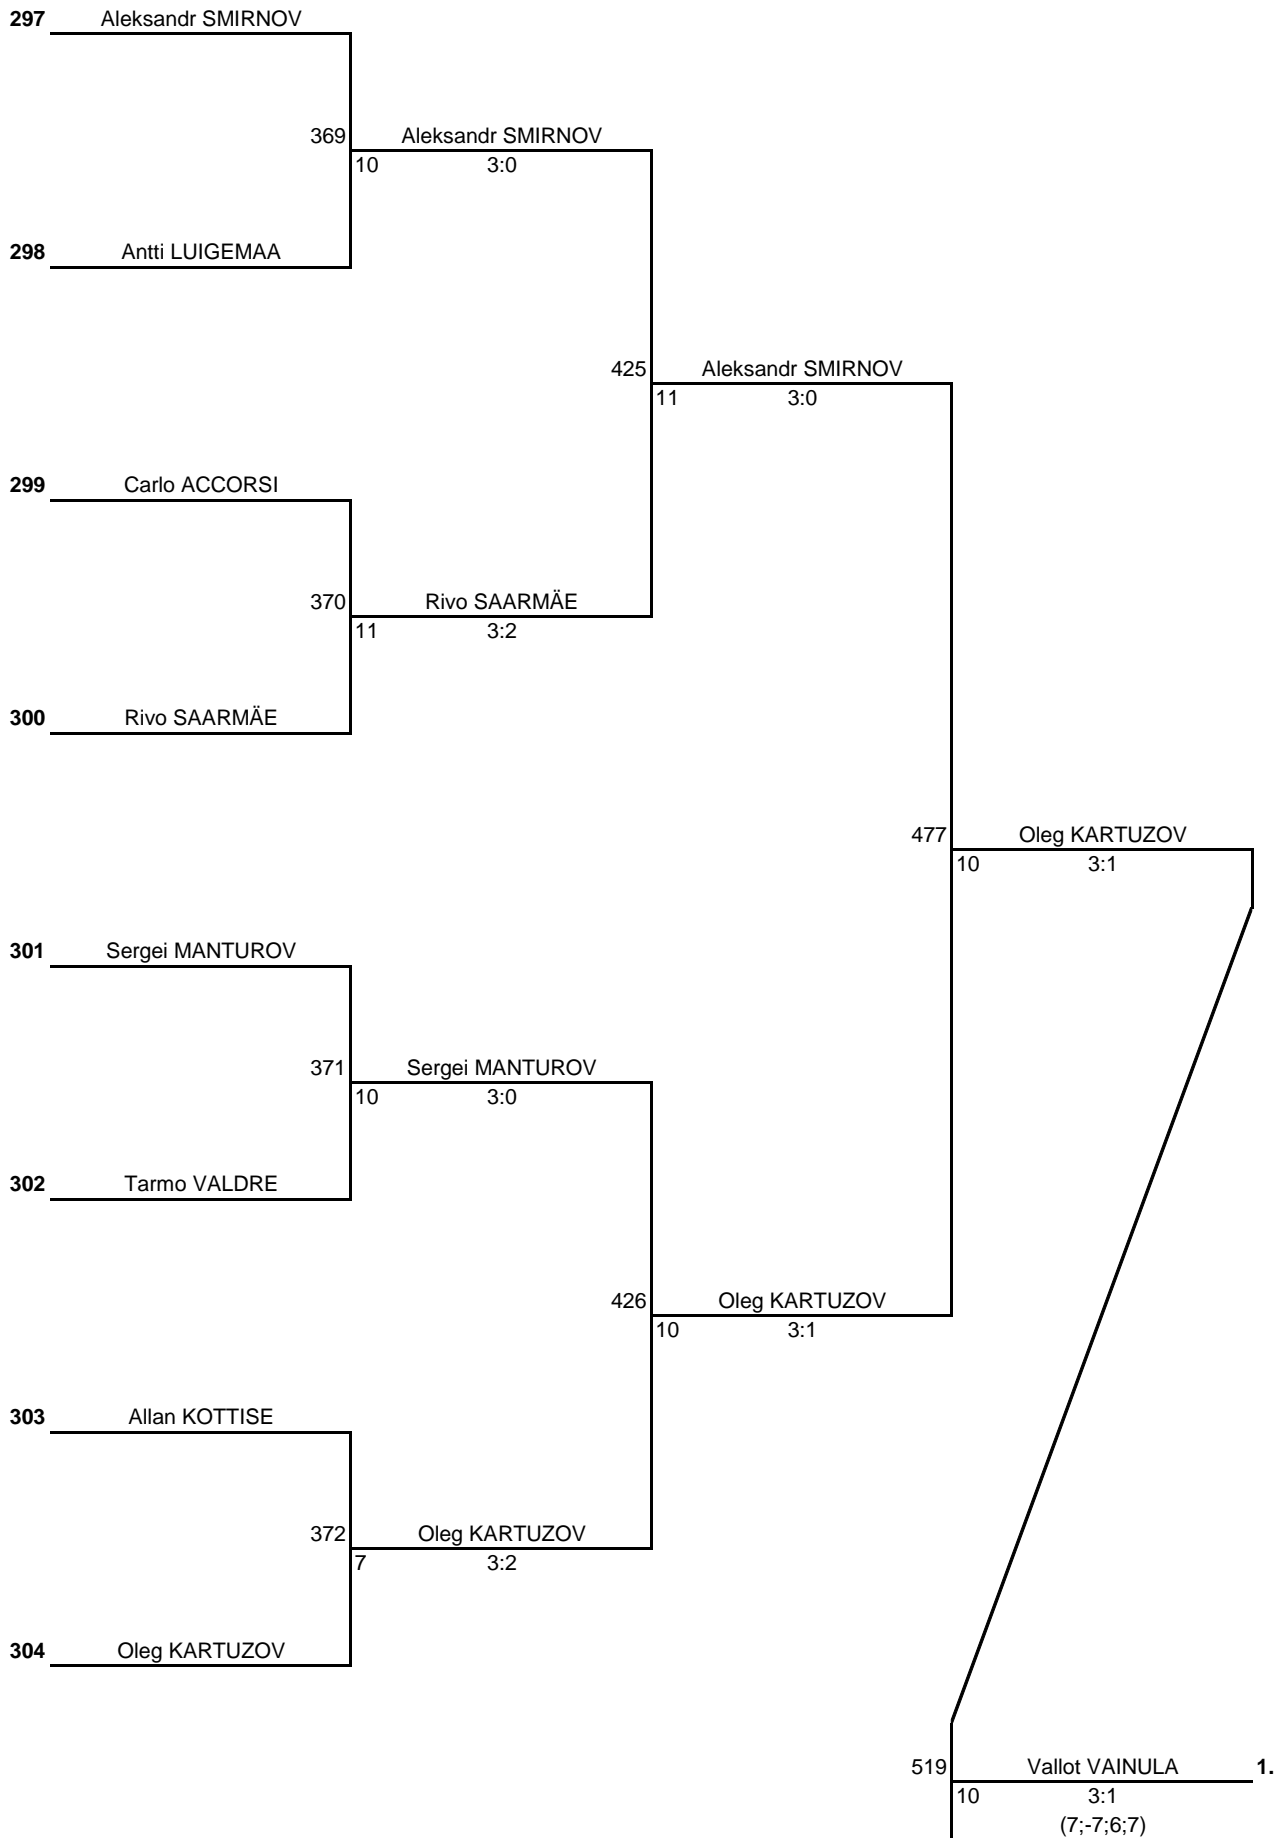 297 Aleksandr SMIRNOV
369 Aleksandr SMIRNOV
10 3:0
298 Antti LUIGEMAA
425 Aleksandr SMIRNOV
11 3:0
299 Carlo ACCORSI
370 Rivo SAARMÄE
11 3:2
300 Rivo SAARMÄE
477 Oleg KARTUZOV
10 3:1
301 Sergei MANTUROV
371 Sergei MANTUROV
10 3:0
302 Tarmo VALDRE
426 Oleg KARTUZOV
10 3:1
303 Allan KOTTISE
372 Oleg KARTUZOV
7 3:2
304 Oleg KARTUZOV
519 Vallot VAINULA 1.
10 3:1
(7;-7;6;7)